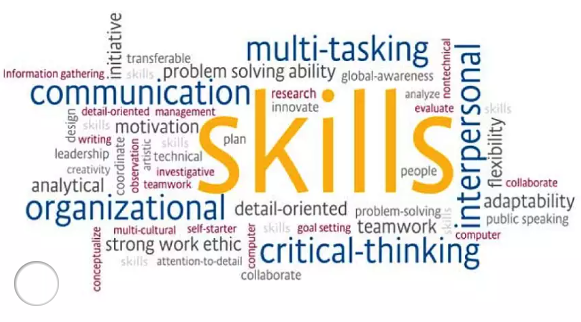 initiative
transferable
multi-tasking
Information gathering
skills
problem solving ability
global-awareness
nontechnical
communication
research
analyze
interpersonal
design
detail-oriented
management
innovate
evaluate
skills
skills
motivation
skills
flexibility
writing
coordinate
observation
artistic
skills
plan
leadership
technical
creativity
investigative
people
collaborate
analytical
teamwork
adaptability
organizational
detail-oriented
problem-solving
skills
public speaking
conceptualize
multi-cultural
self-starter
computer
skills
goal setting
teamwork
computer
strong work ethic
critical-thinking
skills
attention-to-detail
collaborate